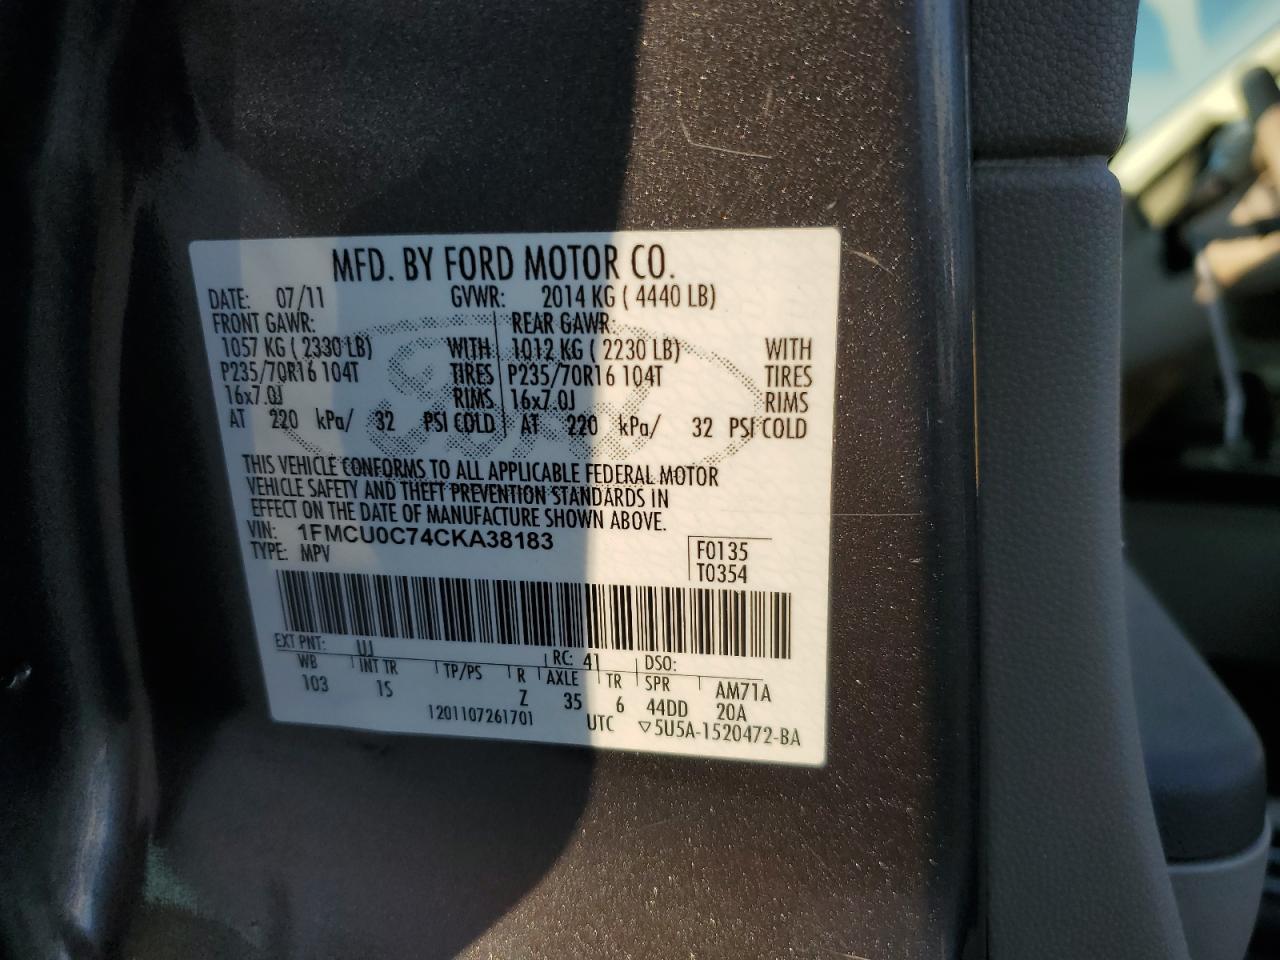 MFD. BY FORD MOTOR CO.
DATE: 07/11 GVWR: 2014 KG ( 4440 LB)
FRONT GAWR: REAR GAWR:
1057 KG ( 2330 LB) WITH 1012 KG ( 2230 LB) WITH
P235/70R16 104T TIRES P235/70R16 104T TIRES
16x7.0J RIMS 16x7.0J RIMS
AT 220 kPa/ 32 PSI COLD AT 220 kPa/ 32 PSI COLD
THIS VEHICLE CONFORMS TO ALL APPLICABLE FEDERAL MOTOR
VEHICLE SAFETY AND THEFT PREVENTION STANDARDS IN
EFFECT ON THE DATE OF MANUFACTURE SHOWN ABOVE.
VIN: 1FMCU0C74CKA38183
TYPE: MPV
F0135
T0354
EXT PNT: UJ RC: 41 DSO:
WB INT TR TP/PS R AXLE TR SPR AM71A
103 1S Z 35 6 44DD 20A
1201107261701 UTC ▽5U5A-1520472-BA